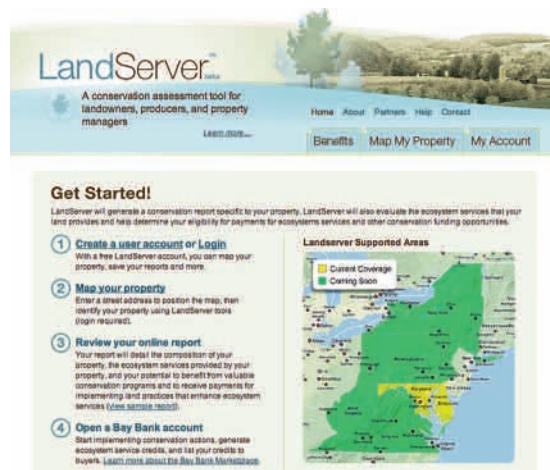 LandServer
beta
A conservation assessment tool for
landowners, producers, and property
managers
Learn more...
Home About Partners Help Contact
Benefits Map My Property My Account
Get Started!
LandServer will generate a conservation report specific to your property. LandServer will also evaluate the ecosystem services that your
land provides and help determine your eligibility for payments for ecosystems services and other conservation funding opportunities.
1 Create a user account or Login
With a free LandServer account, you can map your
property, save your reports and more.
2 Map your property
Enter a street address to position the map, then
identify your property using LandServer tools
(login required).
3 Review your online report
Your report will detail the composition of your
property, the ecosystem services provided by your
property, and your potential to benefit from valuable
conservation programs and to receive payments for
implementing land practices that enhance ecosystem
services (view sample report).
4 Open a Bay Bank account
Start implementing conservation actions, generate
ecosystem service credits, and list your credits to
buyers. Learn more about the Bay Bank Marketplace.
Landserver Supported Areas
Current Coverage
Coming Soon